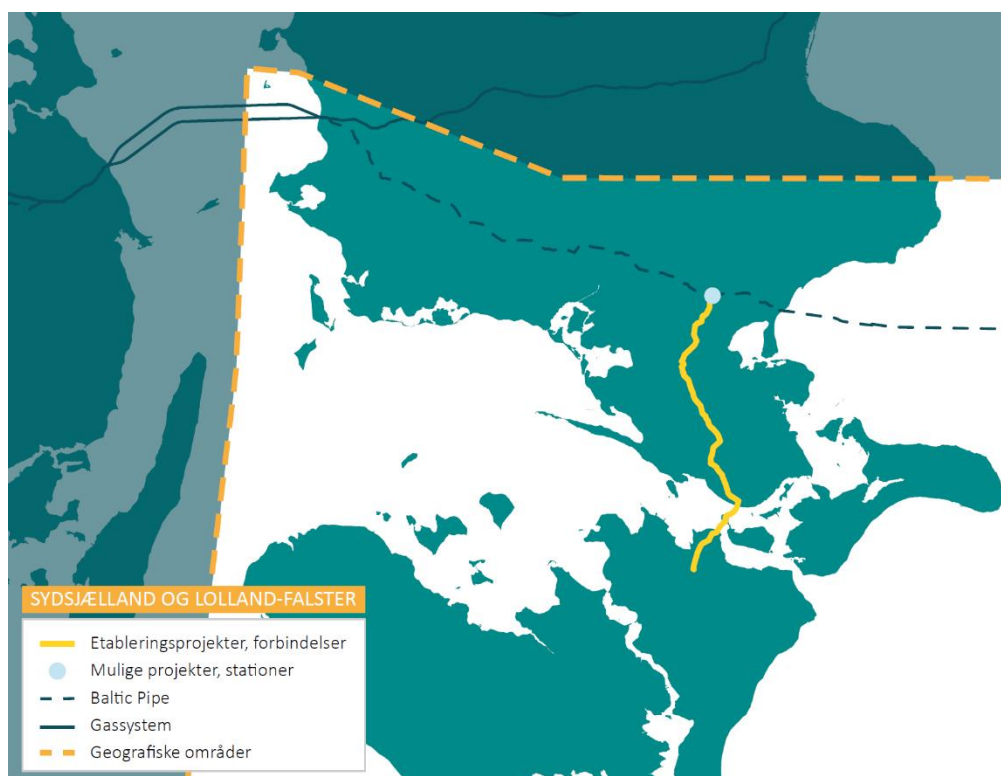 SYDSJÆLLAND OG LOLLAND-FALSTER
Etableringsprojekter, forbindelser
Mulige projekter, stationer
Baltic Pipe
Gassystem
Geografiske områder